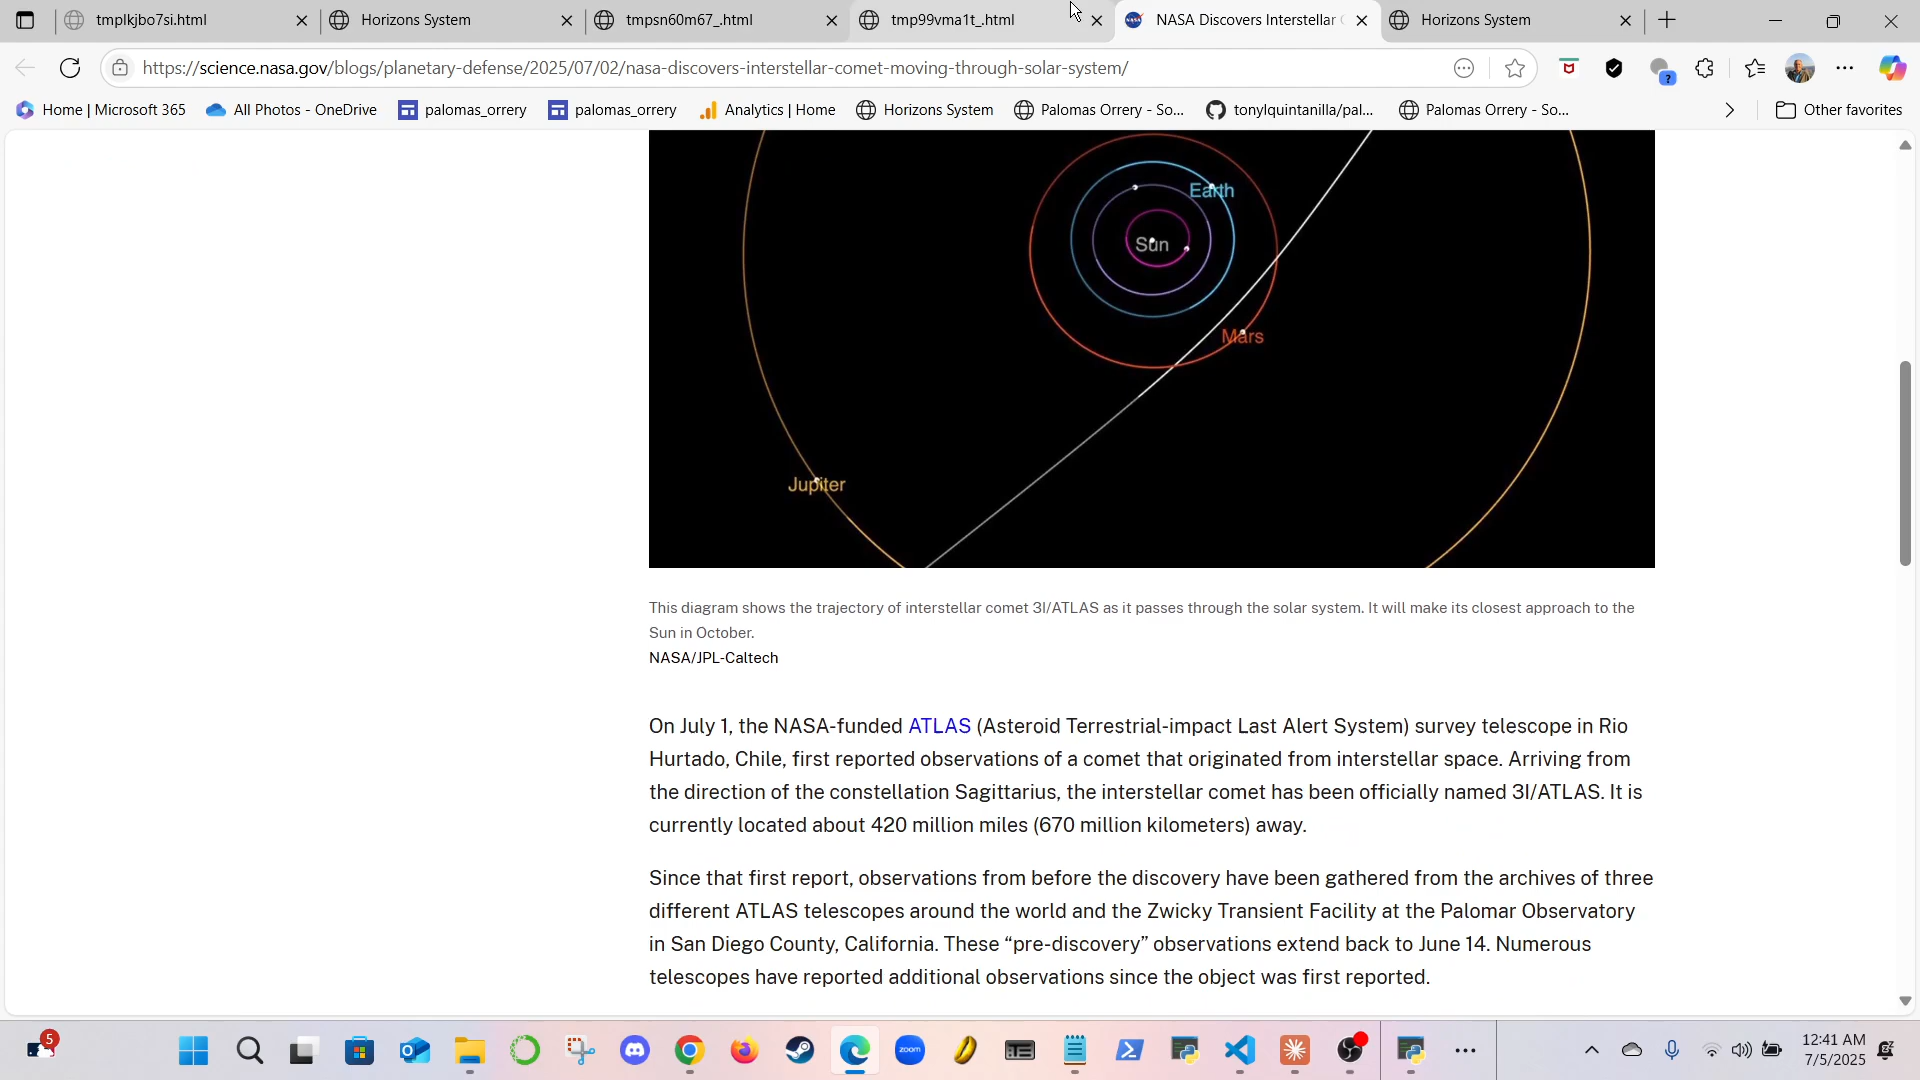 tmplkjbo7si.html
Horizons System
tmpsn60m67_.html
tmp99vma1t_.html
NASA Discovers Interstellar
Horizons System
https://science.nasa.gov/blogs/planetary-defense/2025/07/02/nasa-discovers-interstellar-comet-moving-through-solar-system/
Home | Microsoft 365
All Photos - OneDrive
palomas_orrery
palomas_orrery
Analytics | Home
Horizons System
Palomas Orrery - So...
tonylquintanilla/pal...
Palomas Orrery - So...
Other favorites
Earth
Sun
Mars
Jupiter
This diagram shows the trajectory of interstellar comet 3I/ATLAS as it passes through the solar system. It will make its closest approach to the
Sun in October.
NASA/JPL-Caltech
On July 1, the NASA-funded ATLAS (Asteroid Terrestrial-impact Last Alert System) survey telescope in Rio
Hurtado, Chile, first reported observations of a comet that originated from interstellar space. Arriving from
the direction of the constellation Sagittarius, the interstellar comet has been officially named 3I/ATLAS. It is
currently located about 420 million miles (670 million kilometers) away.
Since that first report, observations from before the discovery have been gathered from the archives of three
different ATLAS telescopes around the world and the Zwicky Transient Facility at the Palomar Observatory
in San Diego County, California. These “pre-discovery” observations extend back to June 14. Numerous
telescopes have reported additional observations since the object was first reported.
5
zoom
12:41 AM
7/5/2025